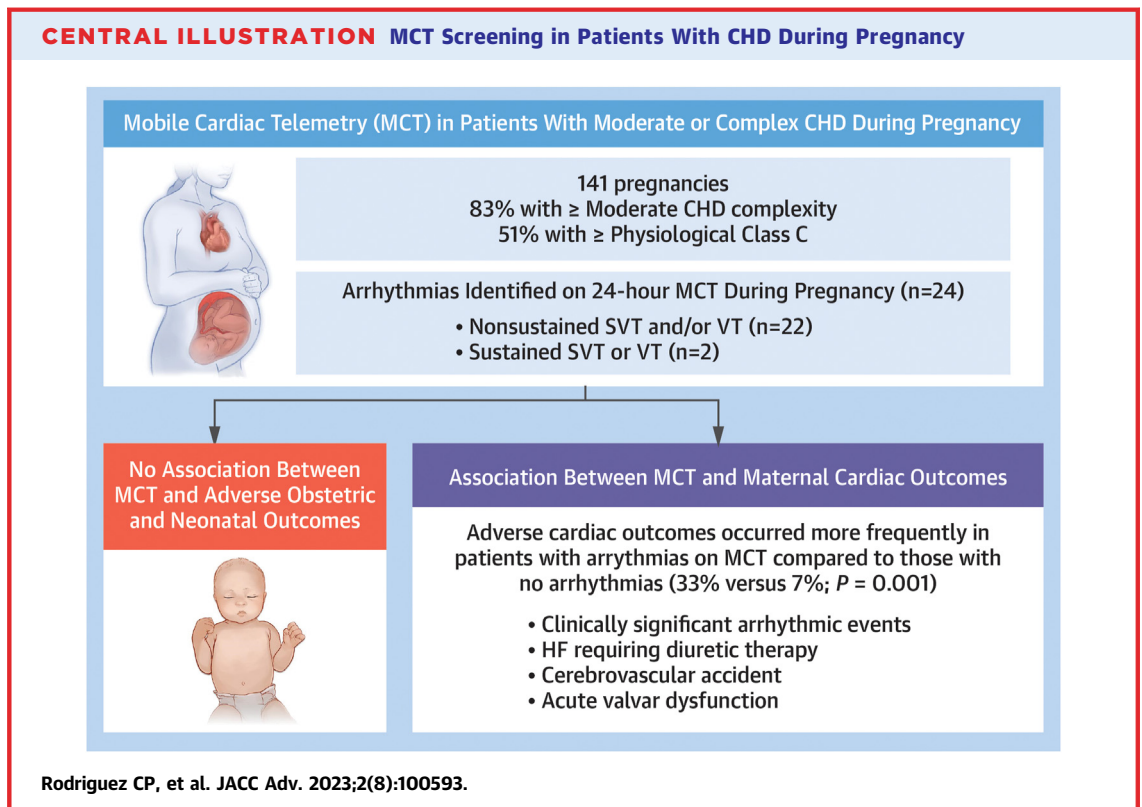 CENTRAL ILLUSTRATION MCT Screening in Patients With CHD During Pregnancy
Mobile Cardiac Telemetry (MCT) in Patients With Moderate or Complex CHD During Pregnancy
141 pregnancies
83% with ≥ Moderate CHD complexity
51% with ≥ Physiological Class C
Arrhythmias Identified on 24-hour MCT During Pregnancy (n=24)
• Nonsustained SVT and/or VT (n=22)
• Sustained SVT or VT (n=2)
No Association Between
MCT and Adverse Obstetric
and Neonatal Outcomes
Association Between MCT and Maternal Cardiac Outcomes
Adverse cardiac outcomes occurred more frequently in
patients with arrythmias on MCT compared to those with
no arrhythmias (33% versus 7%; P = 0.001)
• Clinically significant arrhythmic events
• HF requiring diuretic therapy
• Cerebrovascular accident
• Acute valvar dysfunction
Rodriguez CP, et al. JACC Adv. 2023;2(8):100593.